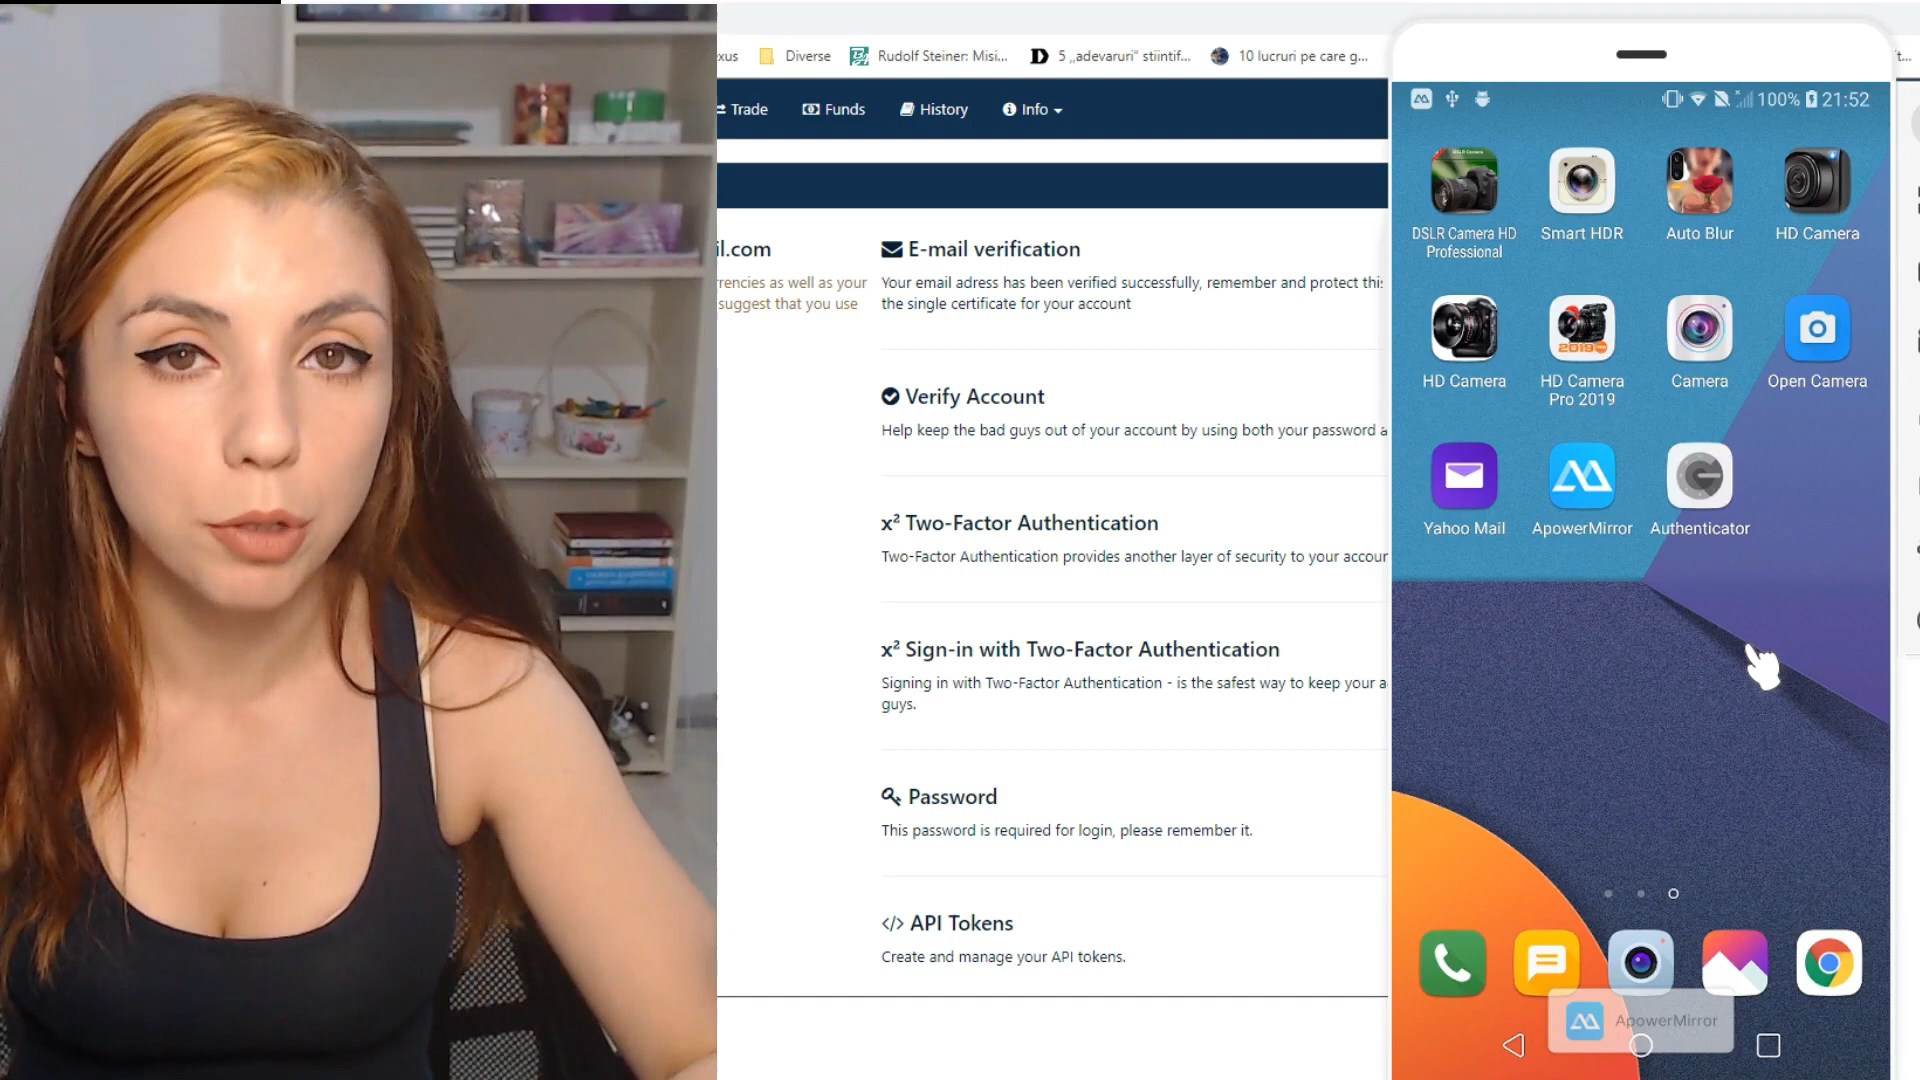 xus
Diverse
Rudolf Steiner: Misi...
5 „adevaruri" stiintif...
10 lucruri pe care g...
t...
Trade
Funds
History
Info
il.com
rencies as well as your
suggest that you use
E-mail verification
Your email adress has been verified successfully, remember and protect this
the single certificate for your account
Verify Account
Help keep the bad guys out of your account by using both your password a
x² Two-Factor Authentication
Two-Factor Authentication provides another layer of security to your accour
x² Sign-in with Two-Factor Authentication
Signing in with Two-Factor Authentication - is the safest way to keep your a
guys.
Password
This password is required for login, please remember it.
</> API Tokens
Create and manage your API tokens.
100% 21:52
DSLR Camera HD
Professional
Smart HDR
Auto Blur
HD Camera
HD Camera
2019
HD Camera
Pro 2019
Camera
Open Camera
Yahoo Mail
ApowerMirror
Authenticator
ApowerMirror